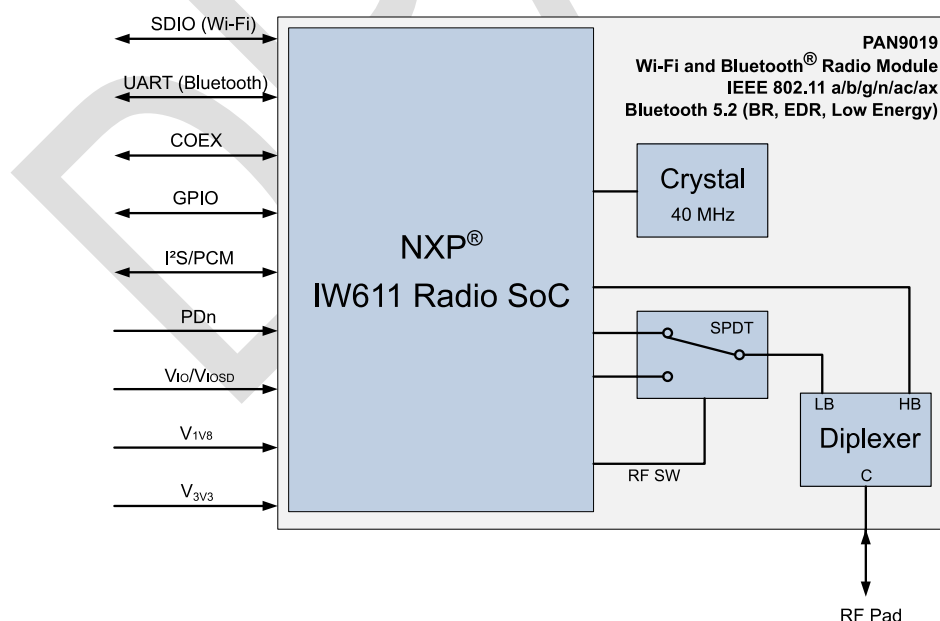 SDIO (Wi-Fi)
UART (Bluetooth)
COEX
GPIO
I²S/PCM
PDn
VIO/VIOSD
V1V8
V3V3
NXP®
IW611 Radio SoC
PAN9019
Wi-Fi and Bluetooth® Radio Module
IEEE 802.11 a/b/g/n/ac/ax
Bluetooth 5.2 (BR, EDR, Low Energy)
Crystal
40 MHz
SPDT
RF SW
LB
HB
Diplexer
C
RF Pad